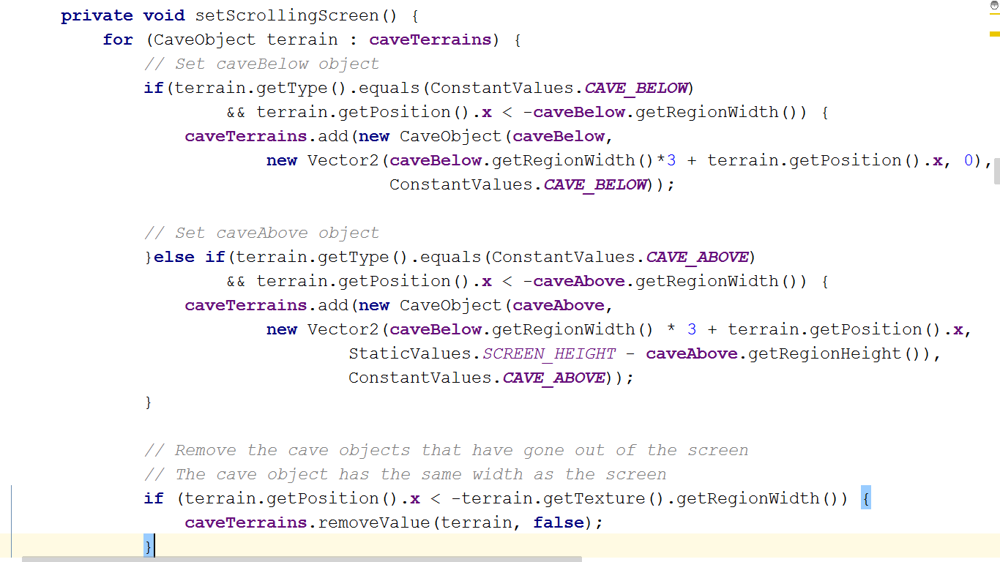 private void setScrollingScreen() {
for (CaveObject terrain : caveTerrains) {
// Set caveBelow object
if(terrain.getType().equals(ConstantValues.CAVE_BELOW)
&& terrain.getPosition().x < -caveBelow.getRegionWidth()) {
caveTerrains.add(new CaveObject(caveBelow,
new Vector2(caveBelow.getRegionWidth()*3 + terrain.getPosition().x, 0),
ConstantValues.CAVE_BELOW));
// Set caveAbove object
}else if(terrain.getType().equals(ConstantValues.CAVE_ABOVE)
&& terrain.getPosition().x < -caveAbove.getRegionWidth()) {
caveTerrains.add(new CaveObject(caveAbove,
new Vector2(caveBelow.getRegionWidth() * 3 + terrain.getPosition().x,
StaticValues.SCREEN_HEIGHT - caveAbove.getRegionHeight()),
ConstantValues.CAVE_ABOVE));
}
// Remove the cave objects that have gone out of the screen
// The cave object has the same width as the screen
if (terrain.getPosition().x < -terrain.getTexture().getRegionWidth()) {
caveTerrains.removeValue(terrain, false);
}